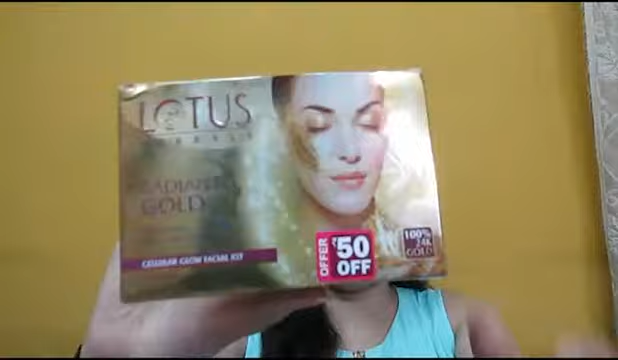 LOTUS
RADIANT
GOLD
CELLULAR GLOW FACIAL KIT
OFFER
₹50
OFF
100%
24K
GOLD